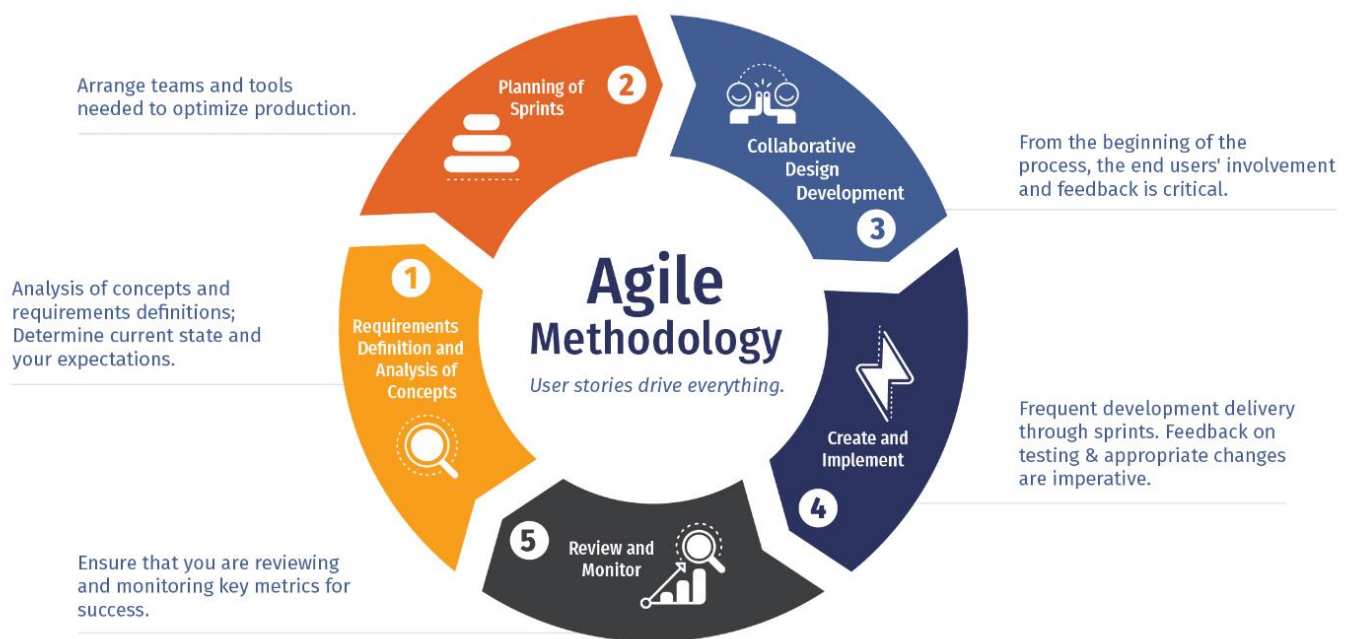 Agile
Methodology
User stories drive everything.
1
Requirements
Definition and
Analysis of
Concepts
Analysis of concepts and
requirements definitions;
Determine current state and
your expectations.
2
Planning of
Sprints
Arrange teams and tools
needed to optimize production.
Collaborative
Design
Development
3
From the beginning of the
process, the end users' involvement
and feedback is critical.
Create and
Implement
4
Frequent development delivery
through sprints. Feedback on
testing & appropriate changes
are imperative.
5
Review and
Monitor
Ensure that you are reviewing
and monitoring key metrics for
success.